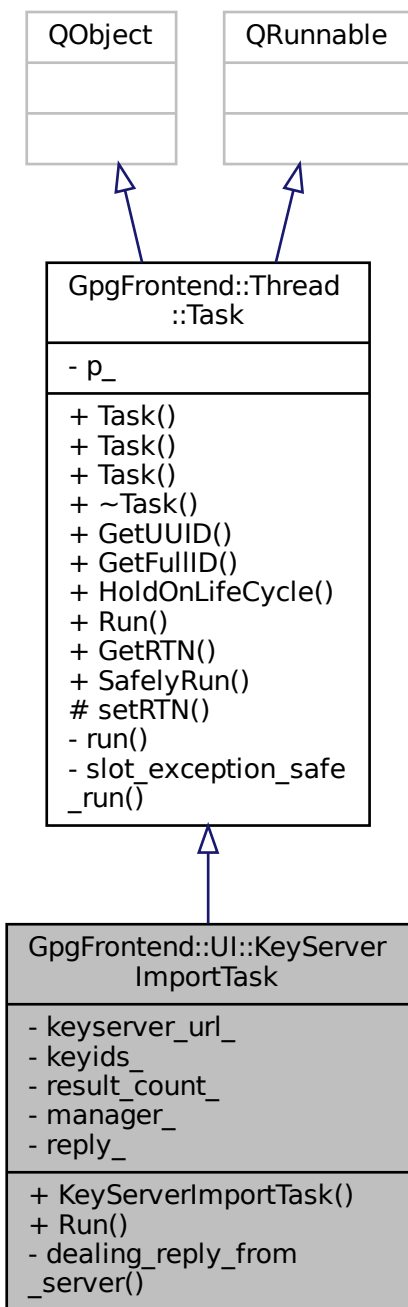 QObject
QRunnable
GpgFrontend::Thread
::Task
- p_
+ Task()
+ Task()
+ Task()
+ ~Task()
+ GetUUID()
+ GetFullID()
+ HoldOnLifeCycle()
+ Run()
+ GetRTN()
+ SafelyRun()
# setRTN()
- run()
- slot_exception_safe
_run()
GpgFrontend::UI::KeyServer
ImportTask
- keyserver_url_
- keyids_
- result_count_
- manager_
- reply_
+ KeyServerImportTask()
+ Run()
- dealing_reply_from
_server()